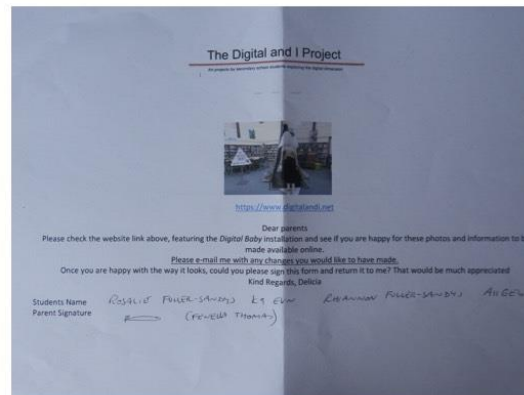 The Digital and I Project
https://www.digitalandi.net
Dear parents
Please check the website link above, featuring the Digital Baby installation and see if you are happy for these photos and information to be
made available online.
Please e-mail me with any changes you would like to have made.
Once you are happy with the way it looks, could you please sign this form and return it to me? That would be much appreciated
Kind Regards, Delicia
Students Name ROSALIE FULLER-SANDYS RHIANNON FULLER-SANDYS
Parent Signature (FENELLA THOMAS)